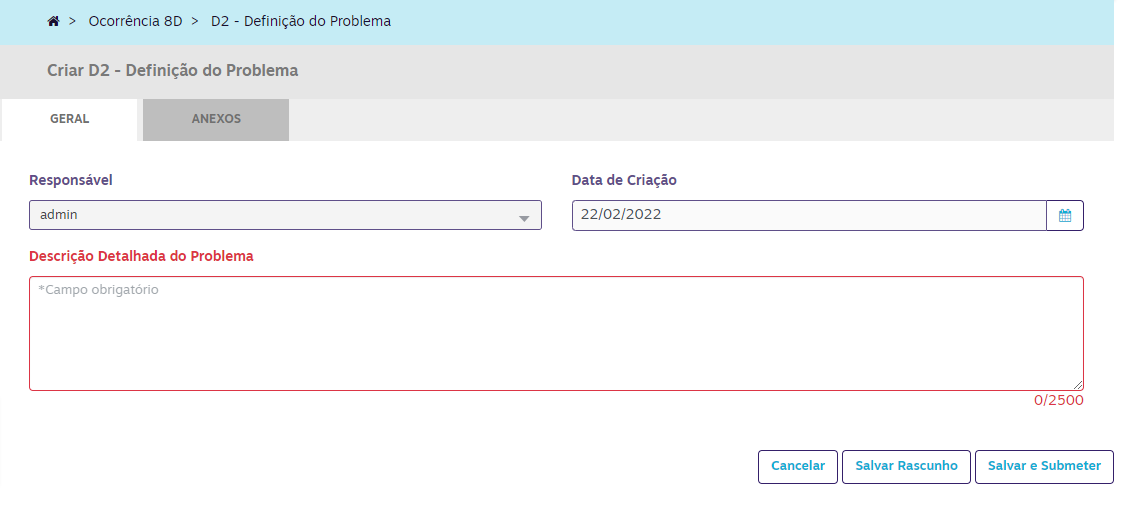 > Ocorrência 8D > D2 - Definição do Problema
Criar D2 - Definição do Problema
GERAL ANEXOS
Responsável Data de Criação
admin 22/02/2022
Descrição Detalhada do Problema
*Campo obrigatório
0/2500
Cancelar Salvar Rascunho Salvar e Submeter